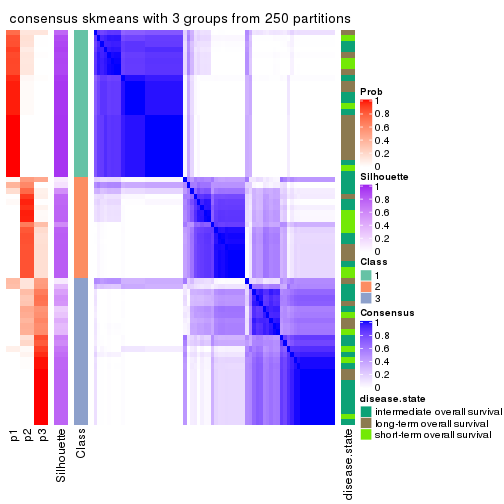 consensus skmeans with 3 groups from 250 partitions
Prob
1
0.8
0.6
0.4
0.2
0
Silhouette
1
0.8
0.6
0.4
0.2
0
Class
1
2
3
Consensus
1
0.8
0.6
0.4
0.2
0
disease.state
intermediate overall survival
long-term overall survival
short-term overall survival
p1
p2
p3
Silhouette
Class
disease.state